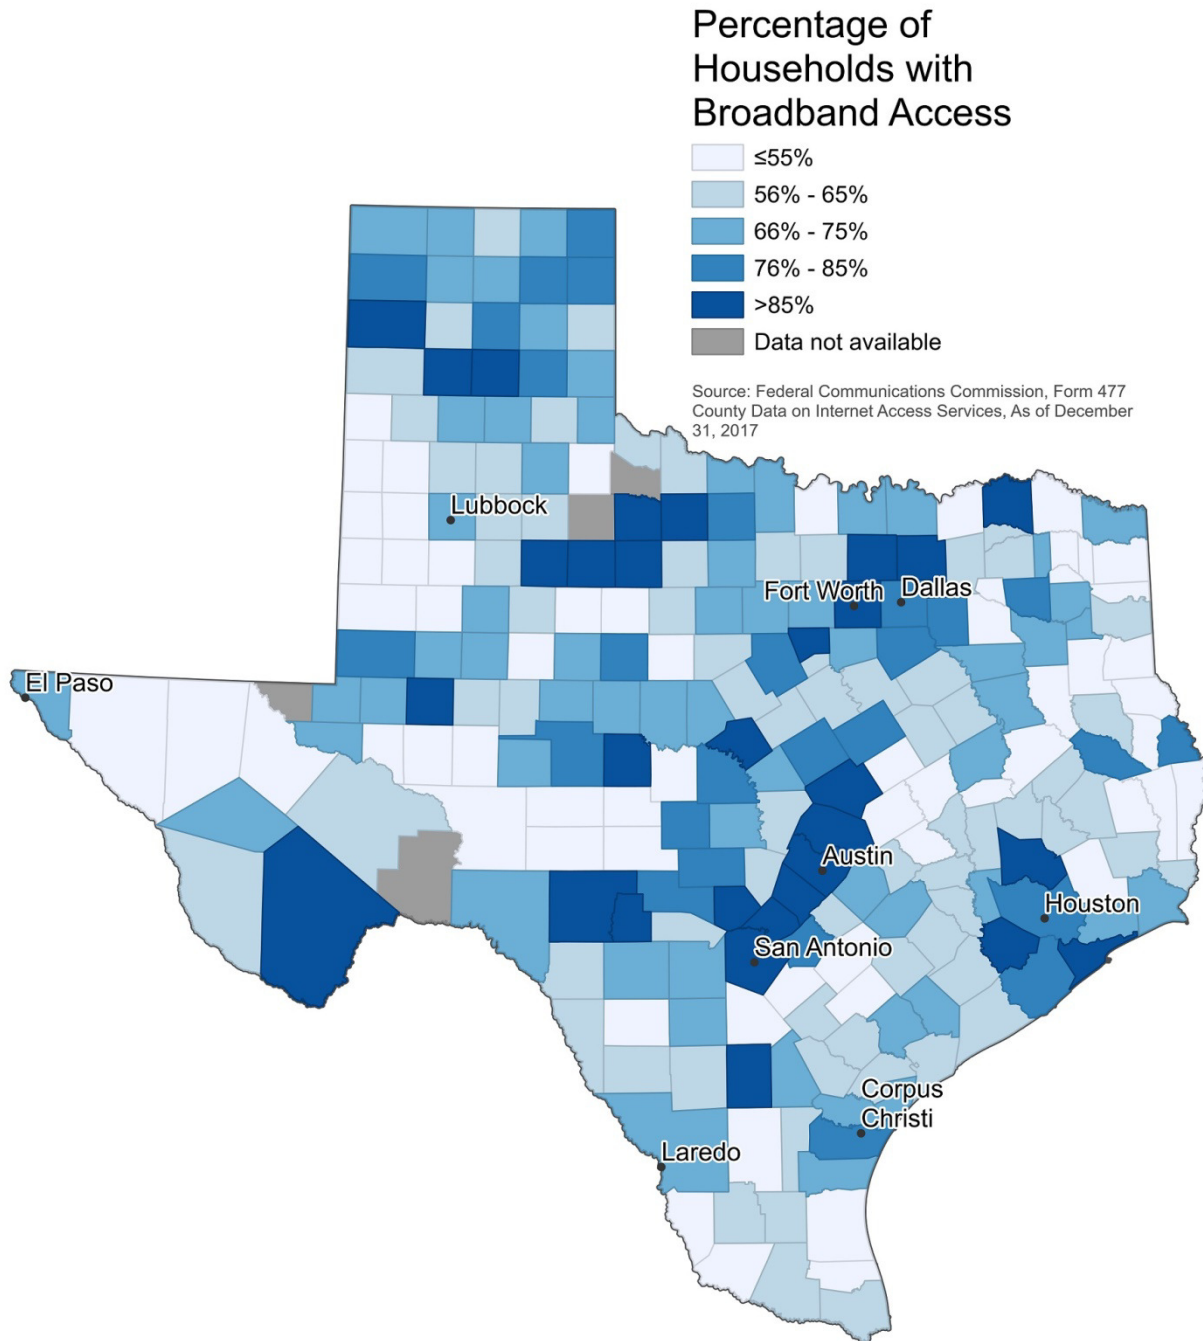 Percentage of
Households with
Broadband Access
≤55%
56% - 65%
66% - 75%
76% - 85%
>85%
Data not available
Source: Federal Communications Commission, Form 477
County Data on Internet Access Services, As of December
31, 2017
Lubbock
Fort Worth
Dallas
El Paso
Austin
Houston
San Antonio
Corpus
Christi
Laredo